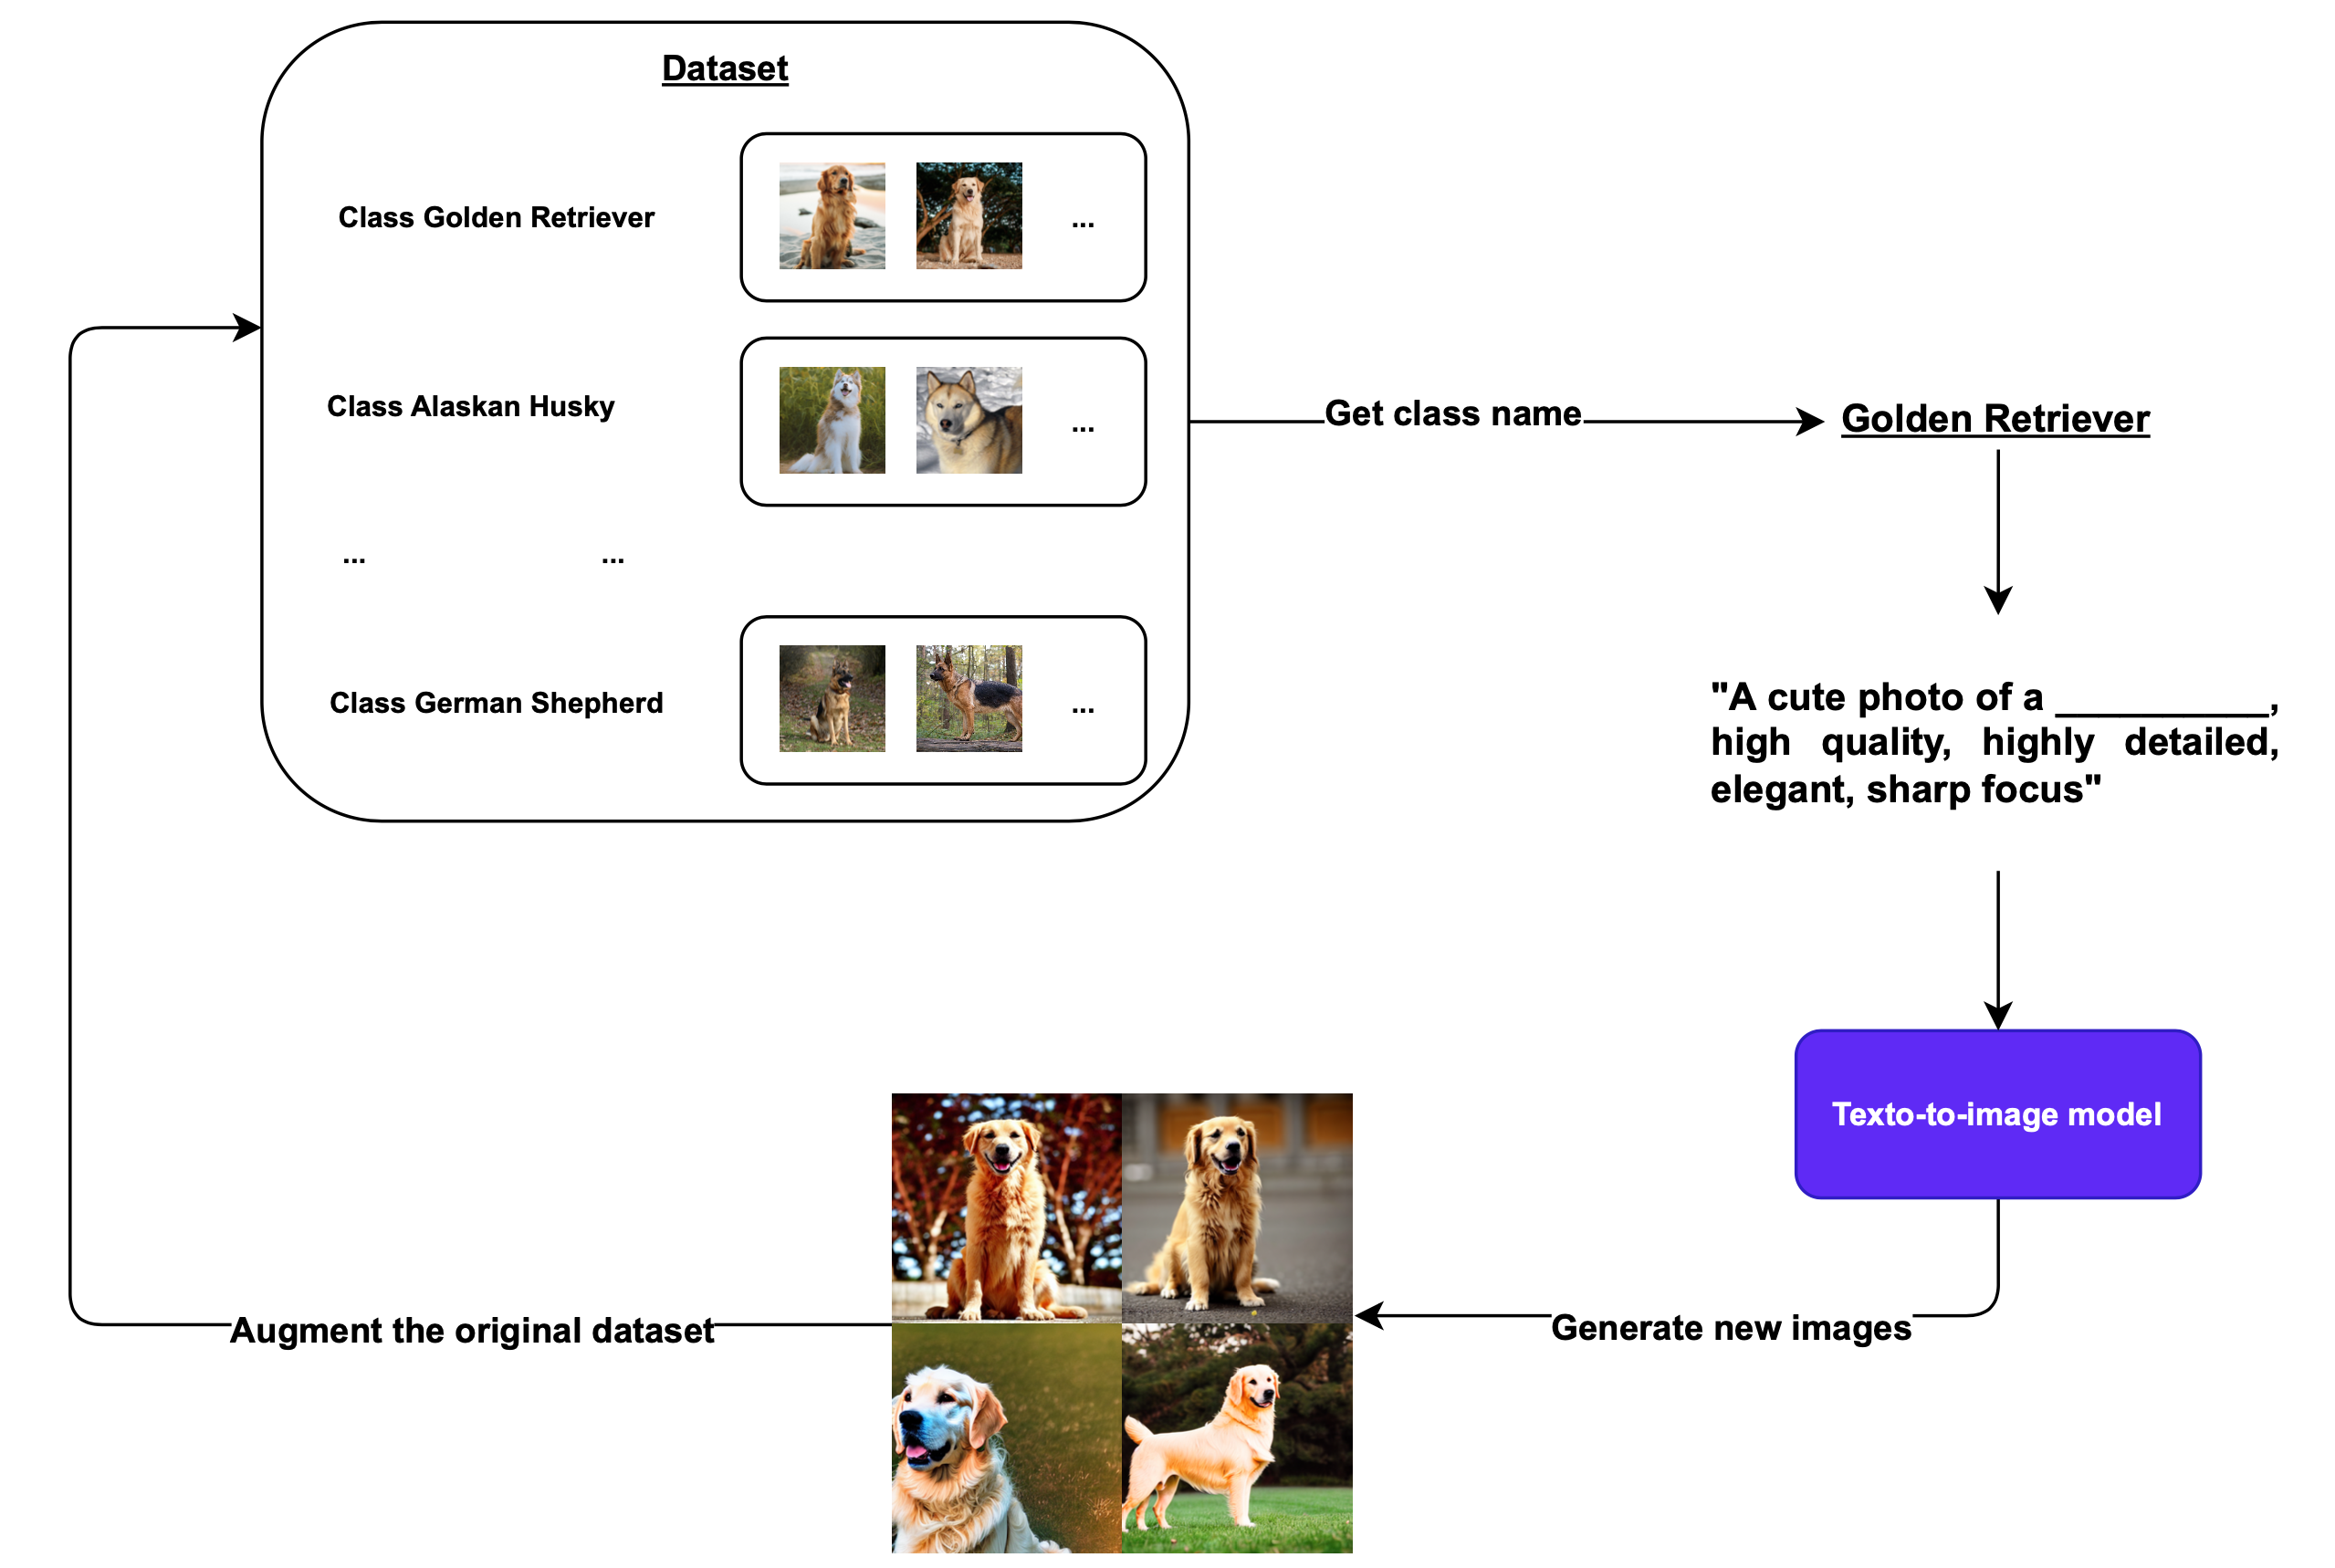 Dataset
Class Golden Retriever
...
Class Alaskan Husky
...
... ...
Class German Shepherd
...
Get class name
Golden Retriever
"A cute photo of a __________,
high quality, highly detailed,
elegant, sharp focus"
Texto-to-image model
Generate new images
Augment the original dataset